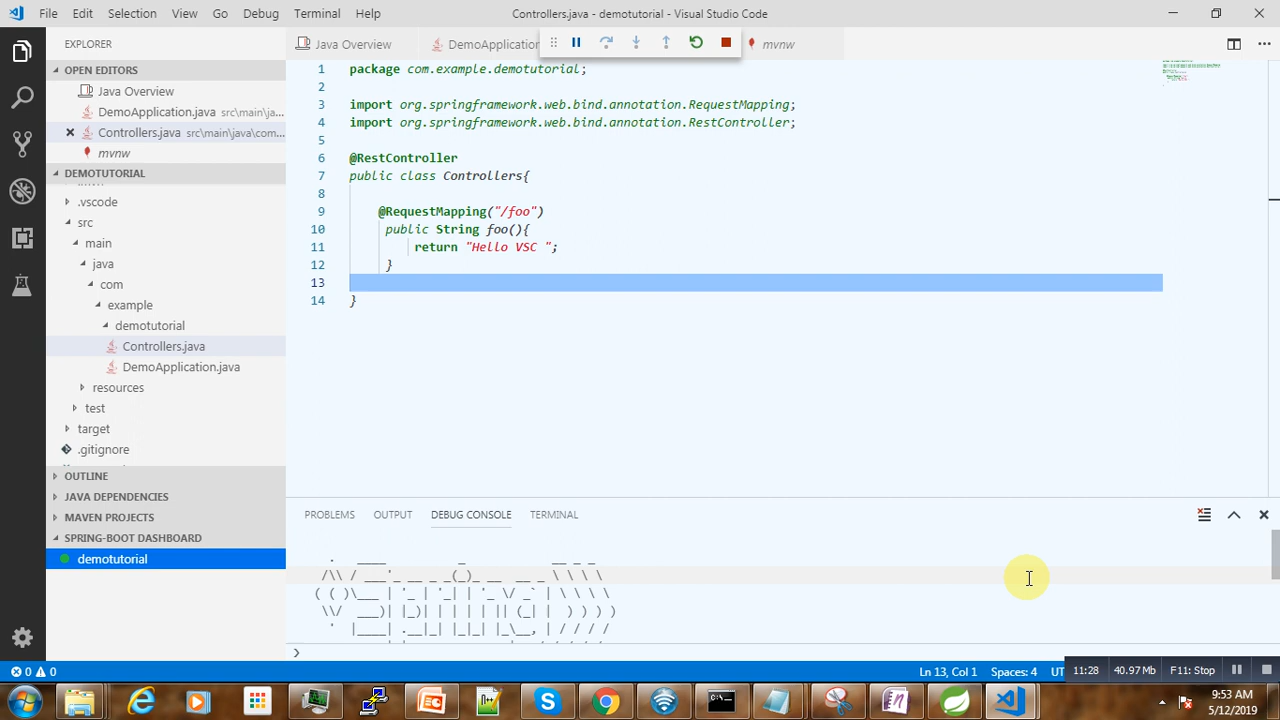 File Edit Selection View Go Debug Terminal Help
Controllers.java - demotutorial - Visual Studio Code
EXPLORER
OPEN EDITORS
Java Overview
DemoApplication.java src\main\ja...
Controllers.java src\main\java\com...
mvnw
DEMOTUTORIAL
.vscode
src
main
java
com
example
demotutorial
Controllers.java
DemoApplication.java
resources
test
target
.gitignore
OUTLINE
JAVA DEPENDENCIES
MAVEN PROJECTS
SPRING-BOOT DASHBOARD
demotutorial
Java Overview
DemoApplication
mvnw
1 package com.example.demotutorial;
2
3 import org.springframework.web.bind.annotation.RequestMapping;
4 import org.springframework.web.bind.annotation.RestController;
5
6 @RestController
7 public class Controllers{
8
9 @RequestMapping("/foo")
10 public String foo(){
11 return "Hello VSC ";
12 }
13
14 }
PROBLEMS OUTPUT DEBUG CONSOLE TERMINAL
0 0
Ln 13, Col 1 Spaces: 4 UT
11:28 40.97 Mb F11: Stop
9:53 AM
5/12/2019